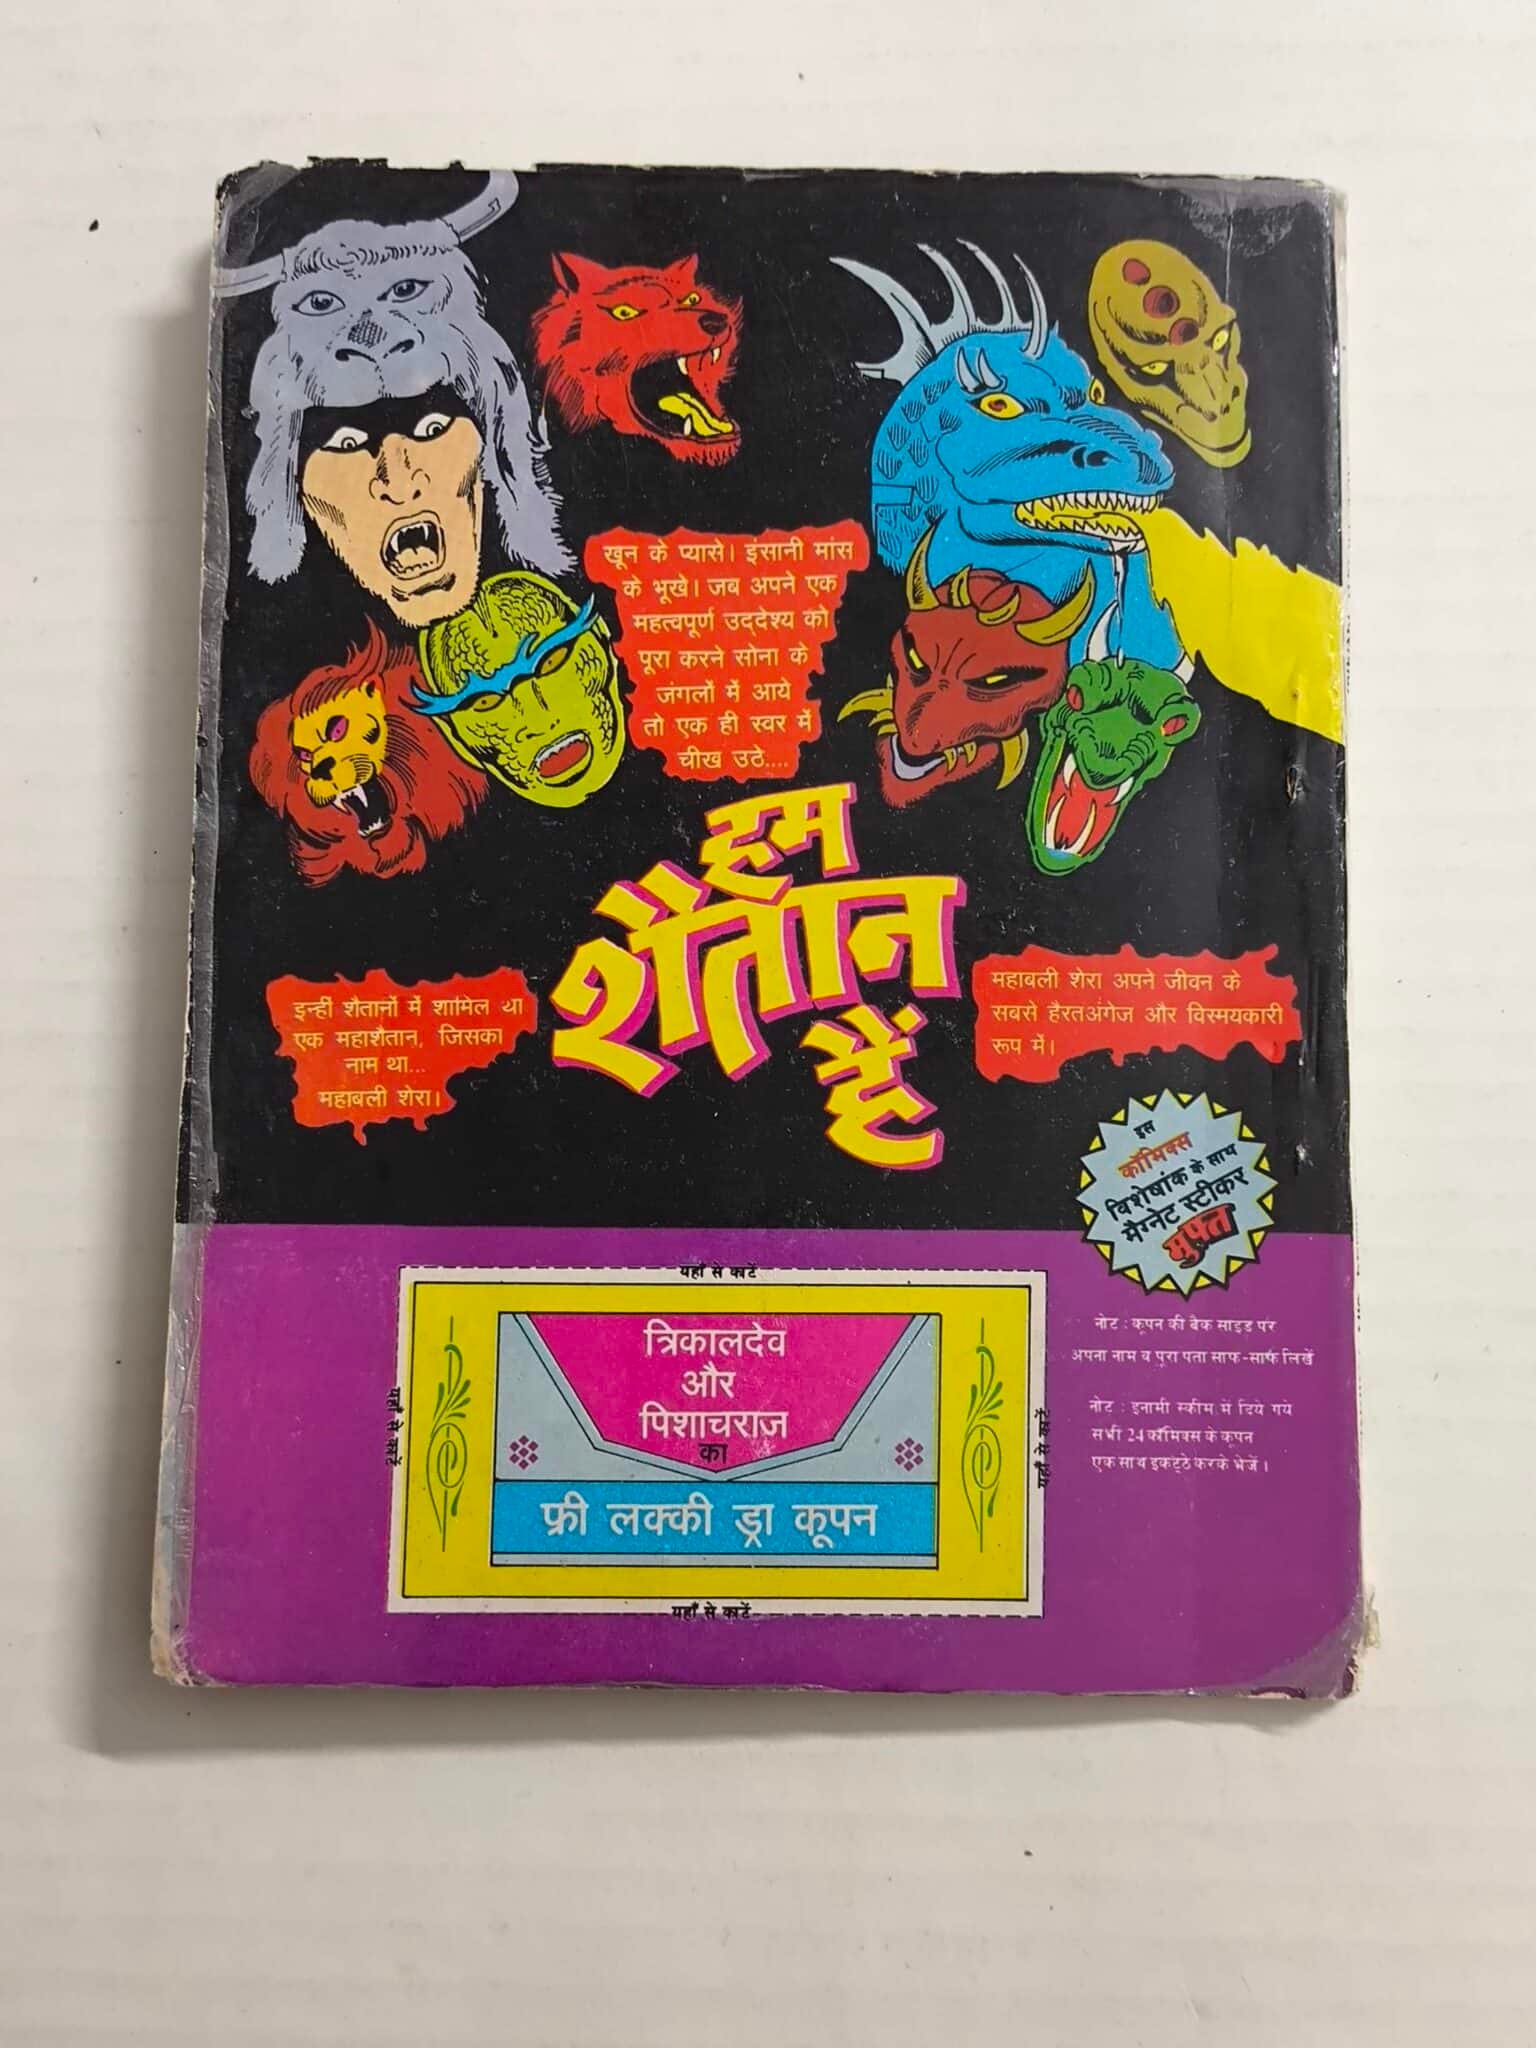 खून के प्यासे। इंसानी मांस
के भूखे। जब अपने एक
महत्वपूर्ण उद्देश्य को
पूरा करने सोना के
जंगलों में आये
तो एक ही स्वर में
चीख उठे....
हम
शैतान
हैं
इन्हीं शैतानों में शामिल था
एक महाशैतान, जिसका
नाम था...
महाबली शेरा।
महाबली शेरा अपने जीवन के
सबसे हैरतअंगेज और विस्मयकारी
रूप में।
इस
कॉमिक्स
विशेषांक के साथ
मैग्नेट स्टीकर
मुफ्त
यहाँ से काटें
यहाँ से काटें
त्रिकालदेव
और
पिशाचराज
का
फ्री लक्की ड्रा कूपन
यहाँ से काटें
यहाँ से काटें
नोट : कूपन की बैक साइड पर
अपना नाम व पुरा पता साफ-सार्फ लिखें
नोट : इनामी स्कीम में दिये गये
सभी 24 कॉमिक्स के कूपन
एक साथ इकट्ठे करके भेजें।